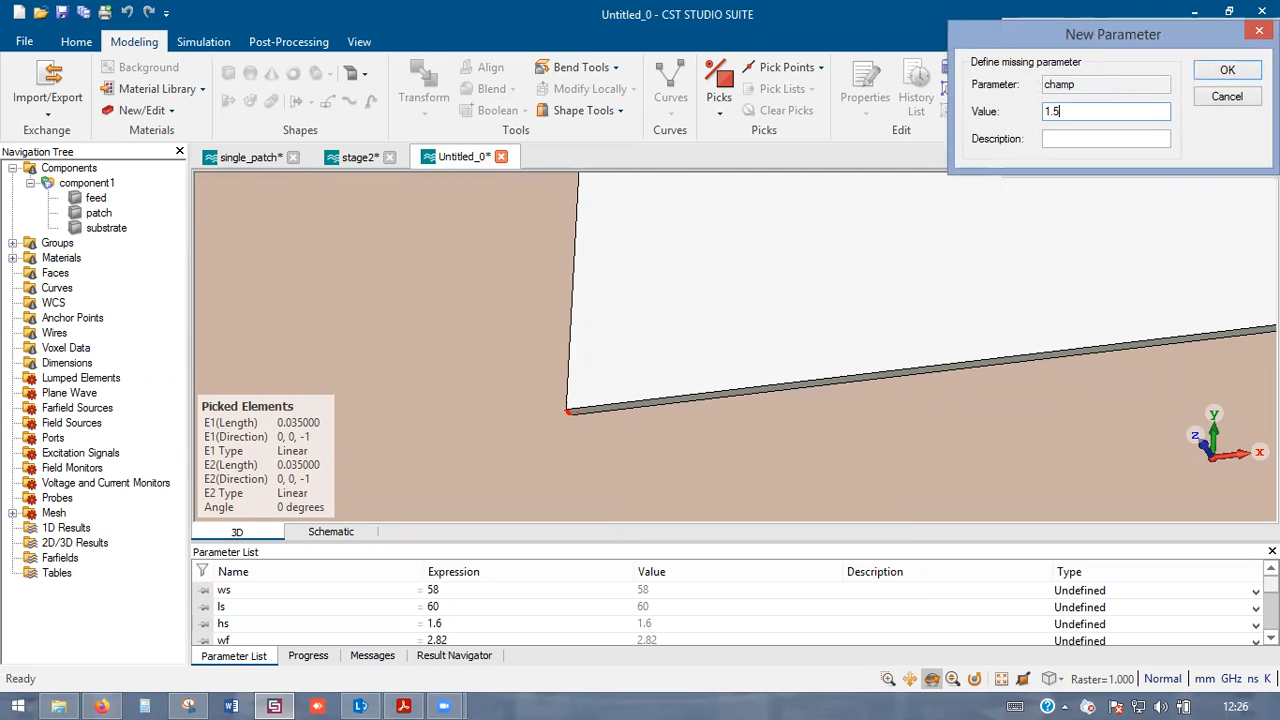 Untitled_0 - CST STUDIO SUITE
File Home Modeling Simulation Post-Processing View
New Parameter
Define missing parameter
Parameter: champ
Value: 1.5
Description:
OK
Cancel
Import/Export
Exchange
Background
Material Library
New/Edit
Materials
Shapes
Transform
Align
Blend
Boolean
Bend Tools
Modify Locally
Shape Tools
Tools
Curves
Curves
Picks
Pick Points
Pick Lists
Clear Picks
Picks
Properties
History List
Edit
Navigation Tree
single_patch*
stage2*
Untitled_0*
Components
component1
feed
patch
substrate
Groups
Materials
Faces
Curves
WCS
Anchor Points
Wires
Voxel Data
Dimensions
Lumped Elements
Plane Wave
Farfield Sources
Field Sources
Ports
Excitation Signals
Field Monitors
Voltage and Current Monitors
Probes
Mesh
1D Results
2D/3D Results
Farfields
Tables
Picked Elements
E1(Length) 0.035000
E1(Direction) 0, 0, -1
E1 Type Linear
E2(Length) 0.035000
E2(Direction) 0, 0, -1
E2 Type Linear
Angle 0 degrees
y
z
x
3D Schematic
Parameter List
Name Expression Value Description Type
ws = 58 58 Undefined
ls = 60 60 Undefined
hs = 1.6 1.6 Undefined
wf = 2.82 2.82 Undefined
Parameter List Progress Messages Result Navigator
Ready
Raster=1.000 Normal mm GHz ns K
12:26